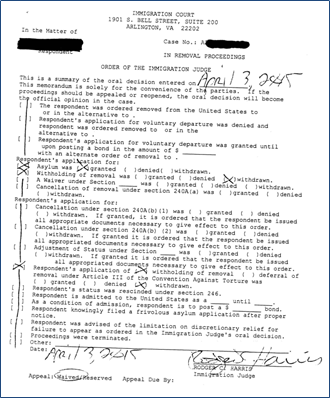 IMMIGRATION COURT
1901 S. BELL STREET, SUITE 200
ARLINGTON, VA 22202
In the Matter of
Case No.: A
Respondent
IN REMOVAL PROCEEDINGS
ORDER OF THE IMMIGRATION JUDGE
This is a summary of the oral decision entered on April 3, 2015
This memorandum is solely for the convenience of the parties. If the
proceedings should be appealed or reopened, the oral decision will become
the official opinion in the case.
[ ] The respondent was ordered removed from the United States to
or in the alternative to .
[ ] Respondent's application for voluntary departure was denied and
respondent was ordered removed to or in the
alternative to .
[ ] Respondent's application for voluntary departure was granted until
upon posting a bond in the amount of $
with an alternate order of removal to .
Respondent's application for:
[X] Asylum was (X)granted ( )denied( )withdrawn.
[X] Withholding of removal was ( )granted ( )denied (X)withdrawn.
[ ] A Waiver under Section was ( )granted ( )denied ( )withdrawn.
[ ] Cancellation of removal under section 240A(a) was ( )granted ( )denied
( )withdrawn.
Respondent's application for:
[ ] Cancellation under section 240A(b)(1) was ( ) granted ( ) denied
( ) withdrawn. If granted, it is ordered that the respondent be issued
all appropriate documents necessary to give effect to this order.
[ ] Cancellation under section 240A(b) (2) was ( )granted ( )denied
( )withdrawn. If granted it is ordered that the respondent be issued
all appropriated documents necessary to give effect to this order.
[ ] Adjustment of Status under Section was ( )granted ( )denied
( )withdrawn. If granted it is ordered that the respondent be issued
all appropriated documents necessary to give effect to this order.
[X] Respondent's application of (X) withholding of removal ( ) deferral of
removal under Article III of the Convention Against Torture was
( ) granted ( ) denied (X) withdrawn.
[ ] Respondent's status was rescinded under section 246.
[ ] Respondent is admitted to the United States as a until .
[ ] As a condition of admission, respondent is to post a $ bond.
[ ] Respondent knowingly filed a frivolous asylum application after proper
notice.
[ ] Respondent was advised of the limitation on discretionary relief for
failure to appear as ordered in the Immigration Judge's oral decision.
[ ] Proceedings were terminated.
[ ] Other:
Date: April 3, 2015
RODGER C. HARRIS
Immigration Judge
Appeal: Waived/Reserved Appeal Due By: